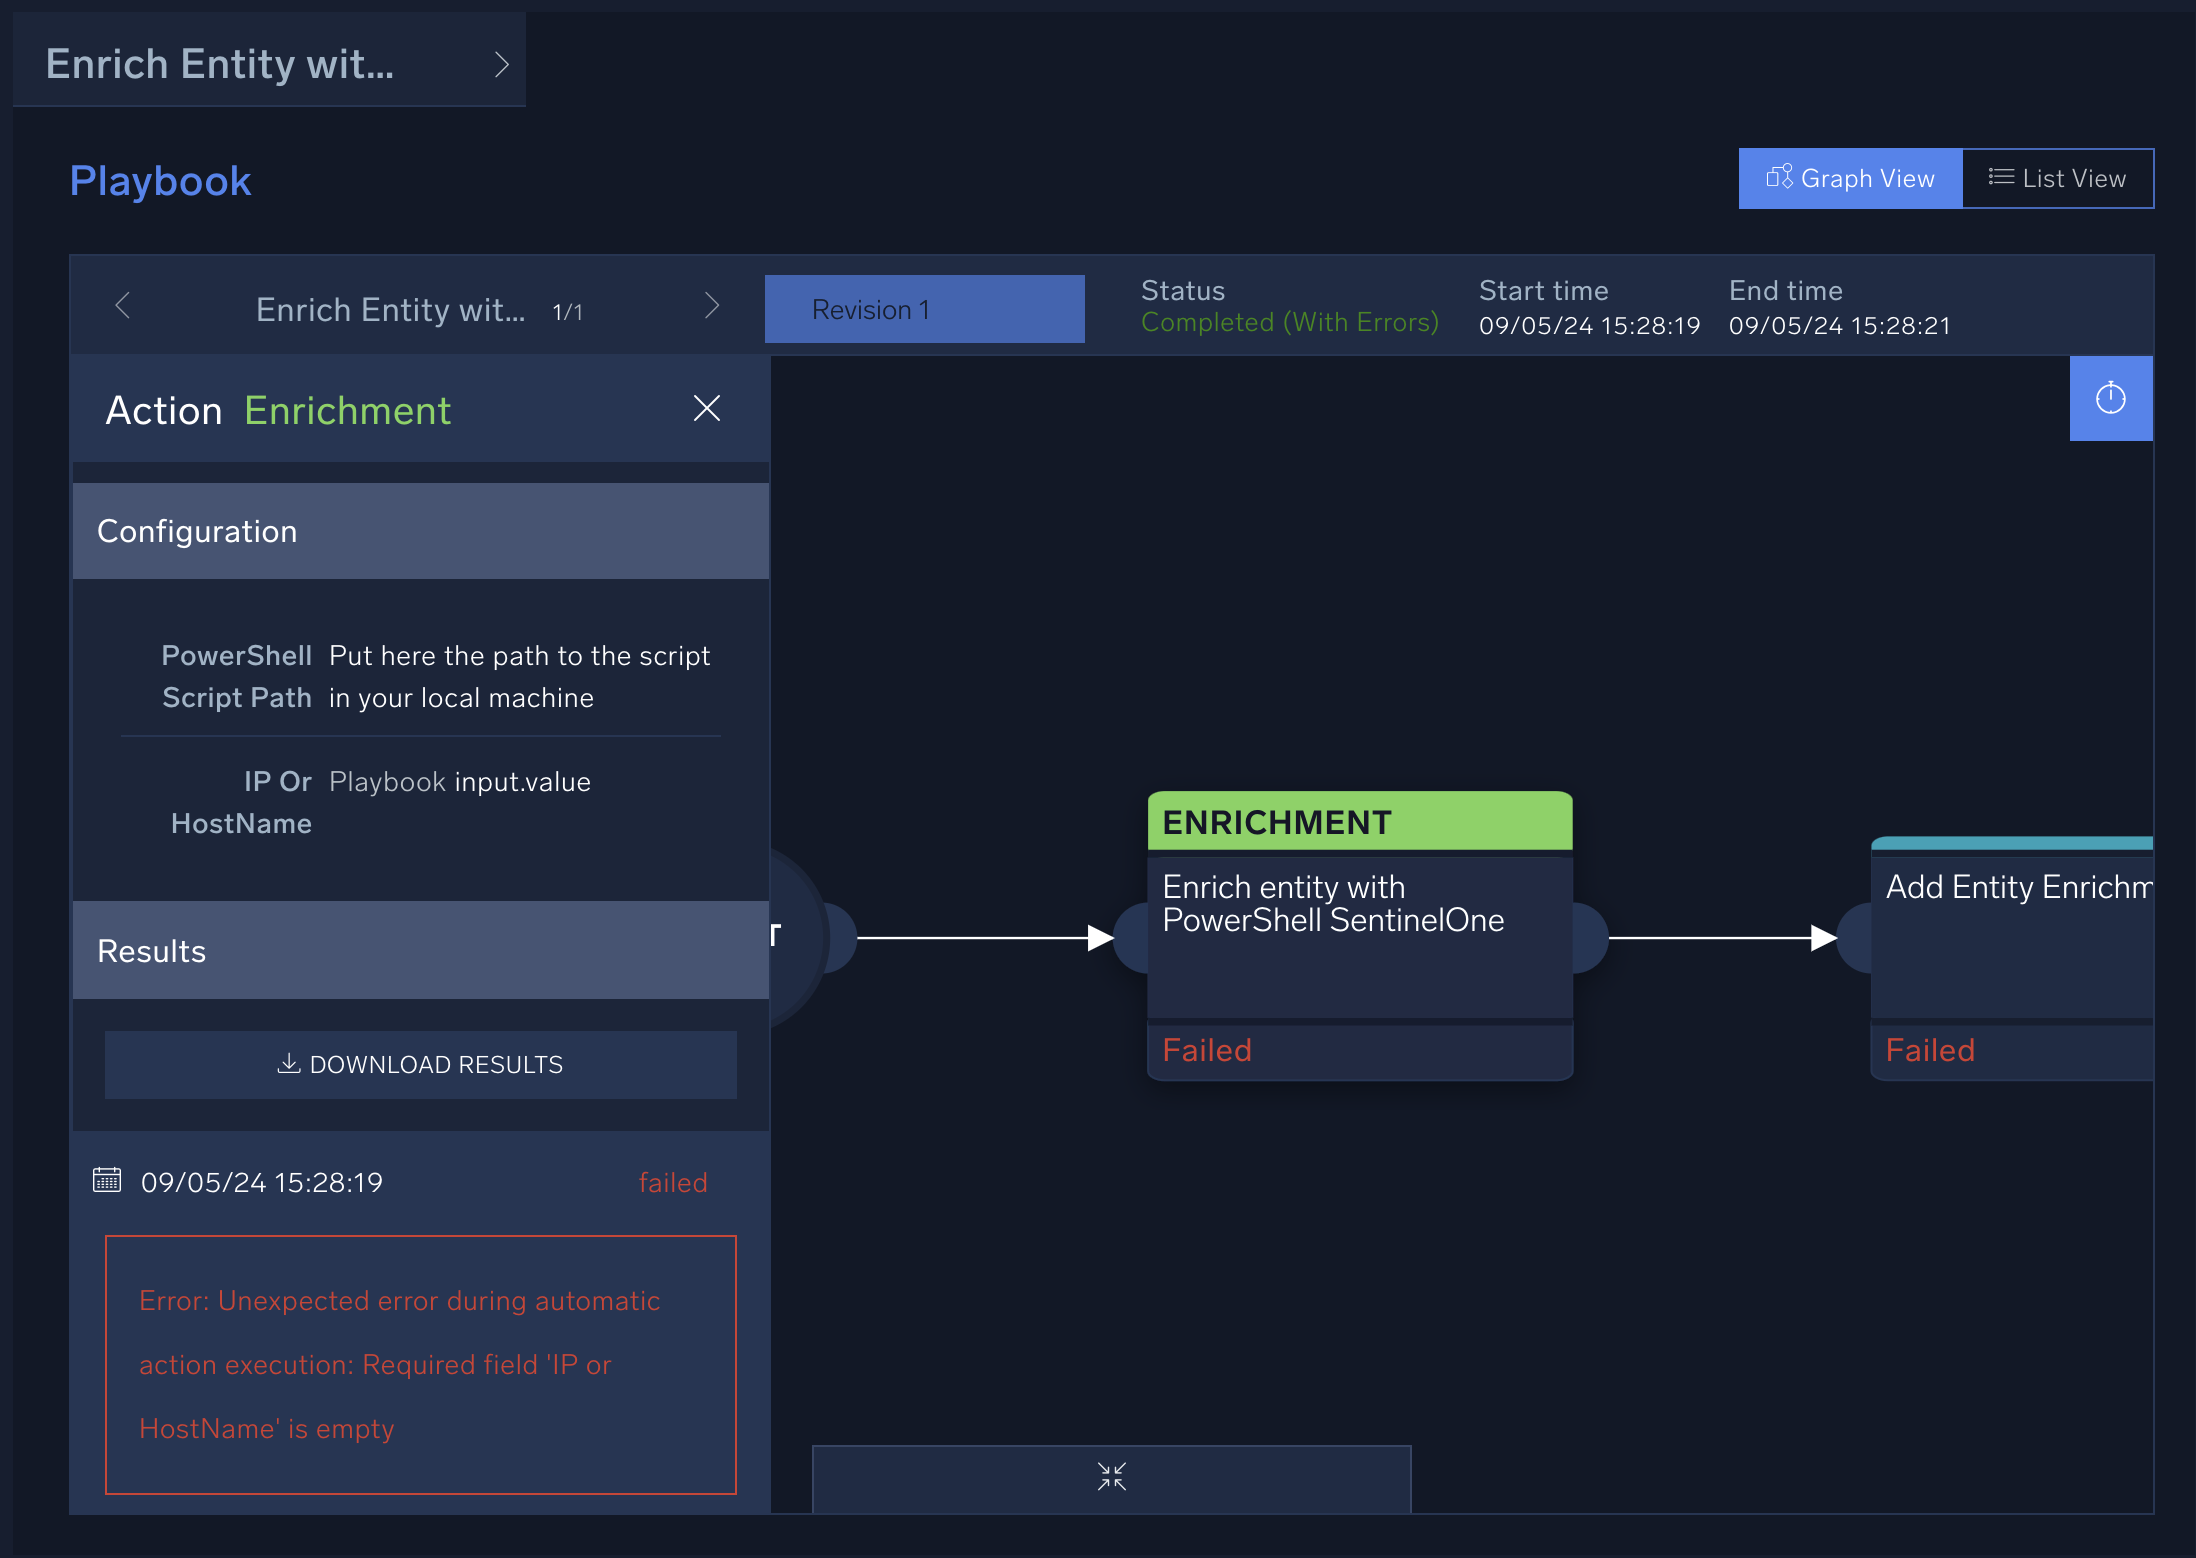 Enrich Entity wit...
Playbook
Graph View
List View
Enrich Entity wit... 1/1
Revision 1
Status
Completed (With Errors)
Start time
09/05/24 15:28:19
End time
09/05/24 15:28:21
Action Enrichment
Configuration
PowerShell Script Path
Put here the path to the script
in your local machine
IP Or
HostName
Playbook input.value
Results
DOWNLOAD RESULTS
09/05/24 15:28:19 failed
Error: Unexpected error during automatic
action execution: Required field 'IP or
HostName' is empty
T
ENRICHMENT
Enrich entity with
PowerShell SentinelOne
Failed
Add Entity Enrichm
Failed